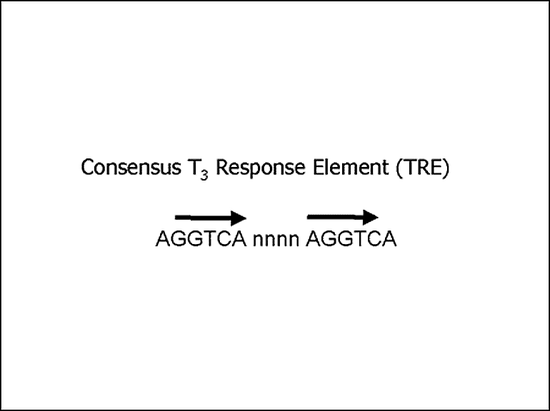 Consensus T₃ Response Element (TRE)
AGGTCA nnnn AGGTCA